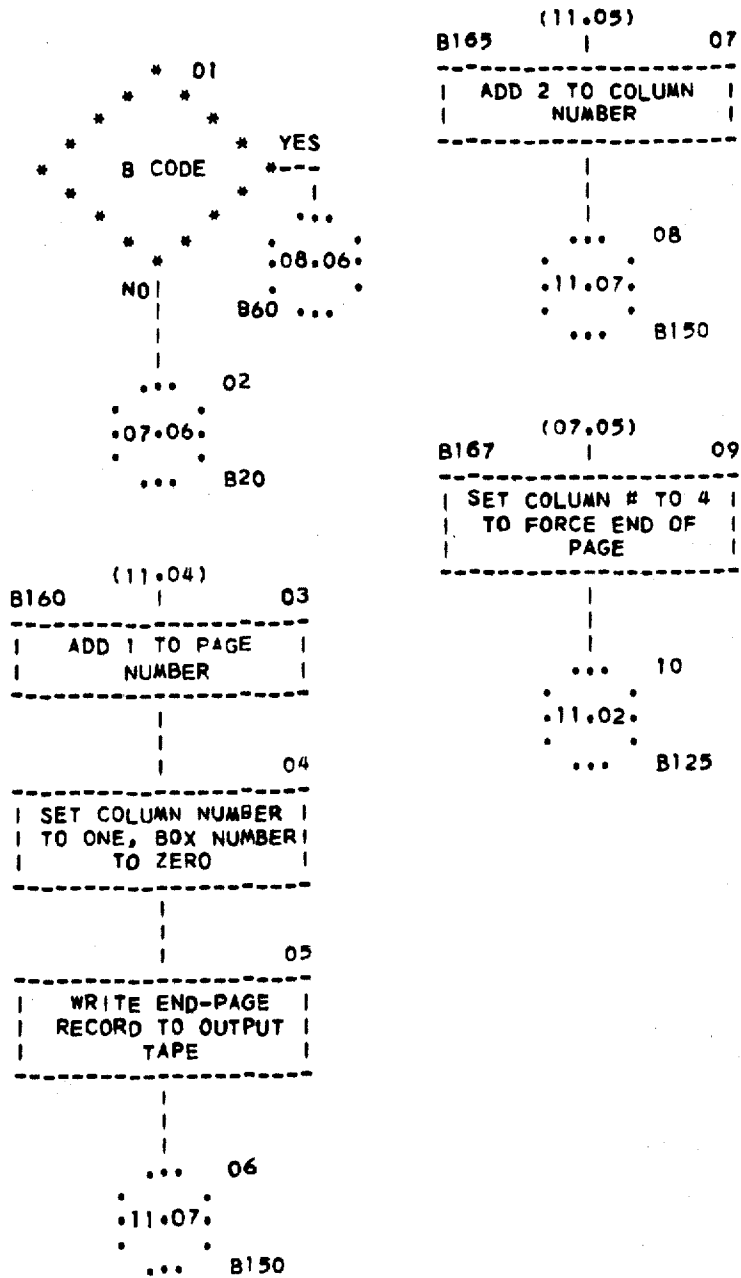 01
B CODE
YES
08.06
B60
NO
02
07.06
B20
(11.04)
B160 03
ADD 1 TO PAGE
NUMBER
04
SET COLUMN NUMBER
TO ONE, BOX NUMBER
TO ZERO
05
WRITE END-PAGE
RECORD TO OUTPUT
TAPE
06
11.07
B150
(11.05)
B165 07
ADD 2 TO COLUMN
NUMBER
08
11.07
B150
(07.05)
B167 09
SET COLUMN # TO 4
TO FORCE END OF
PAGE
10
11.02
B125